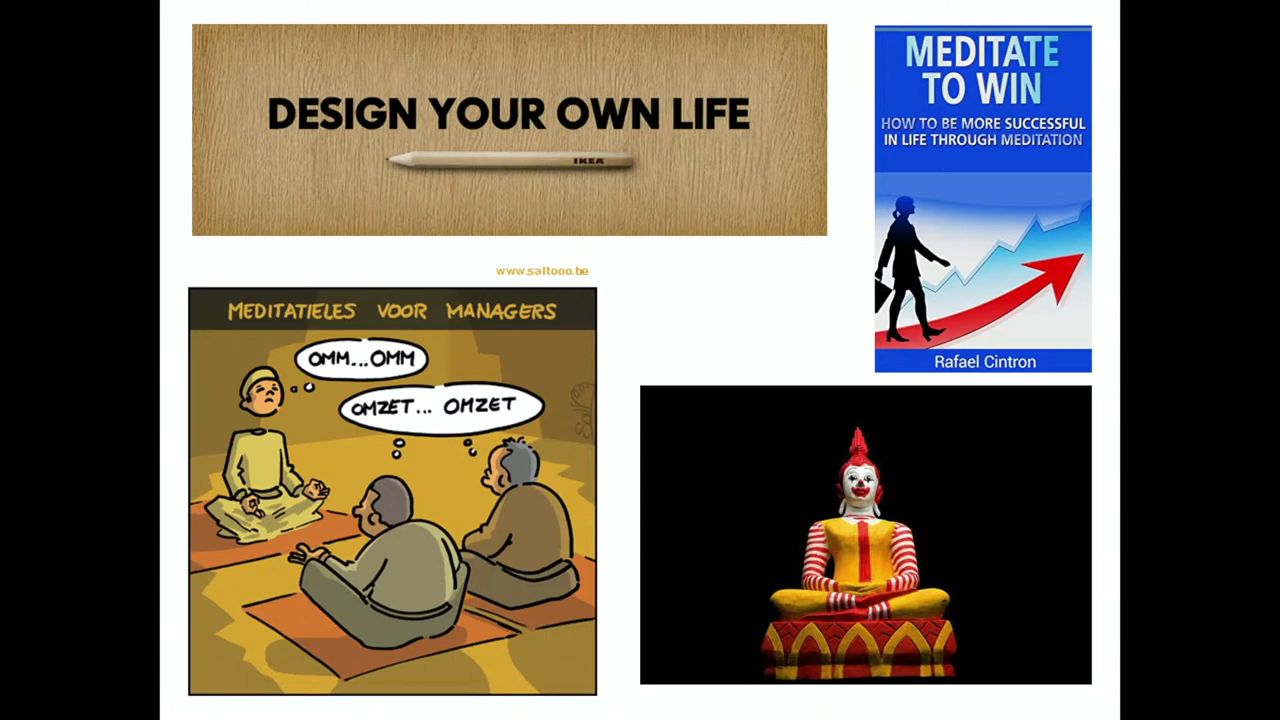 DESIGN YOUR OWN LIFE
IKEA
MEDITATE
TO WIN
HOW TO BE MORE SUCCESSFUL
IN LIFE THROUGH MEDITATION
Rafael Cintron
www.saltooo.be
MEDITATIELES VOOR MANAGERS
OMM...OMM
OMZET... OMZET